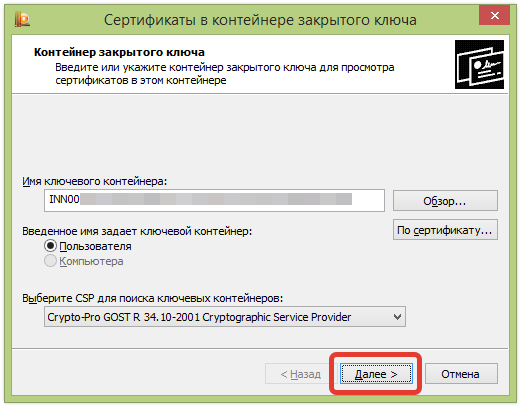 Сертификаты в контейнере закрытого ключа
Контейнер закрытого ключа
Введите или укажите контейнер закрытого ключа для просмотра
сертификатов в этом контейнере
Имя ключевого контейнера:
INN00
Обзор...
Введенное имя задает ключевой контейнер:
По сертификату...
Пользователя
Компьютера
Выберите CSP для поиска ключевых контейнеров:
Crypto-Pro GOST R 34.10-2001 Cryptographic Service Provider
< Назад
Далее >
Отмена